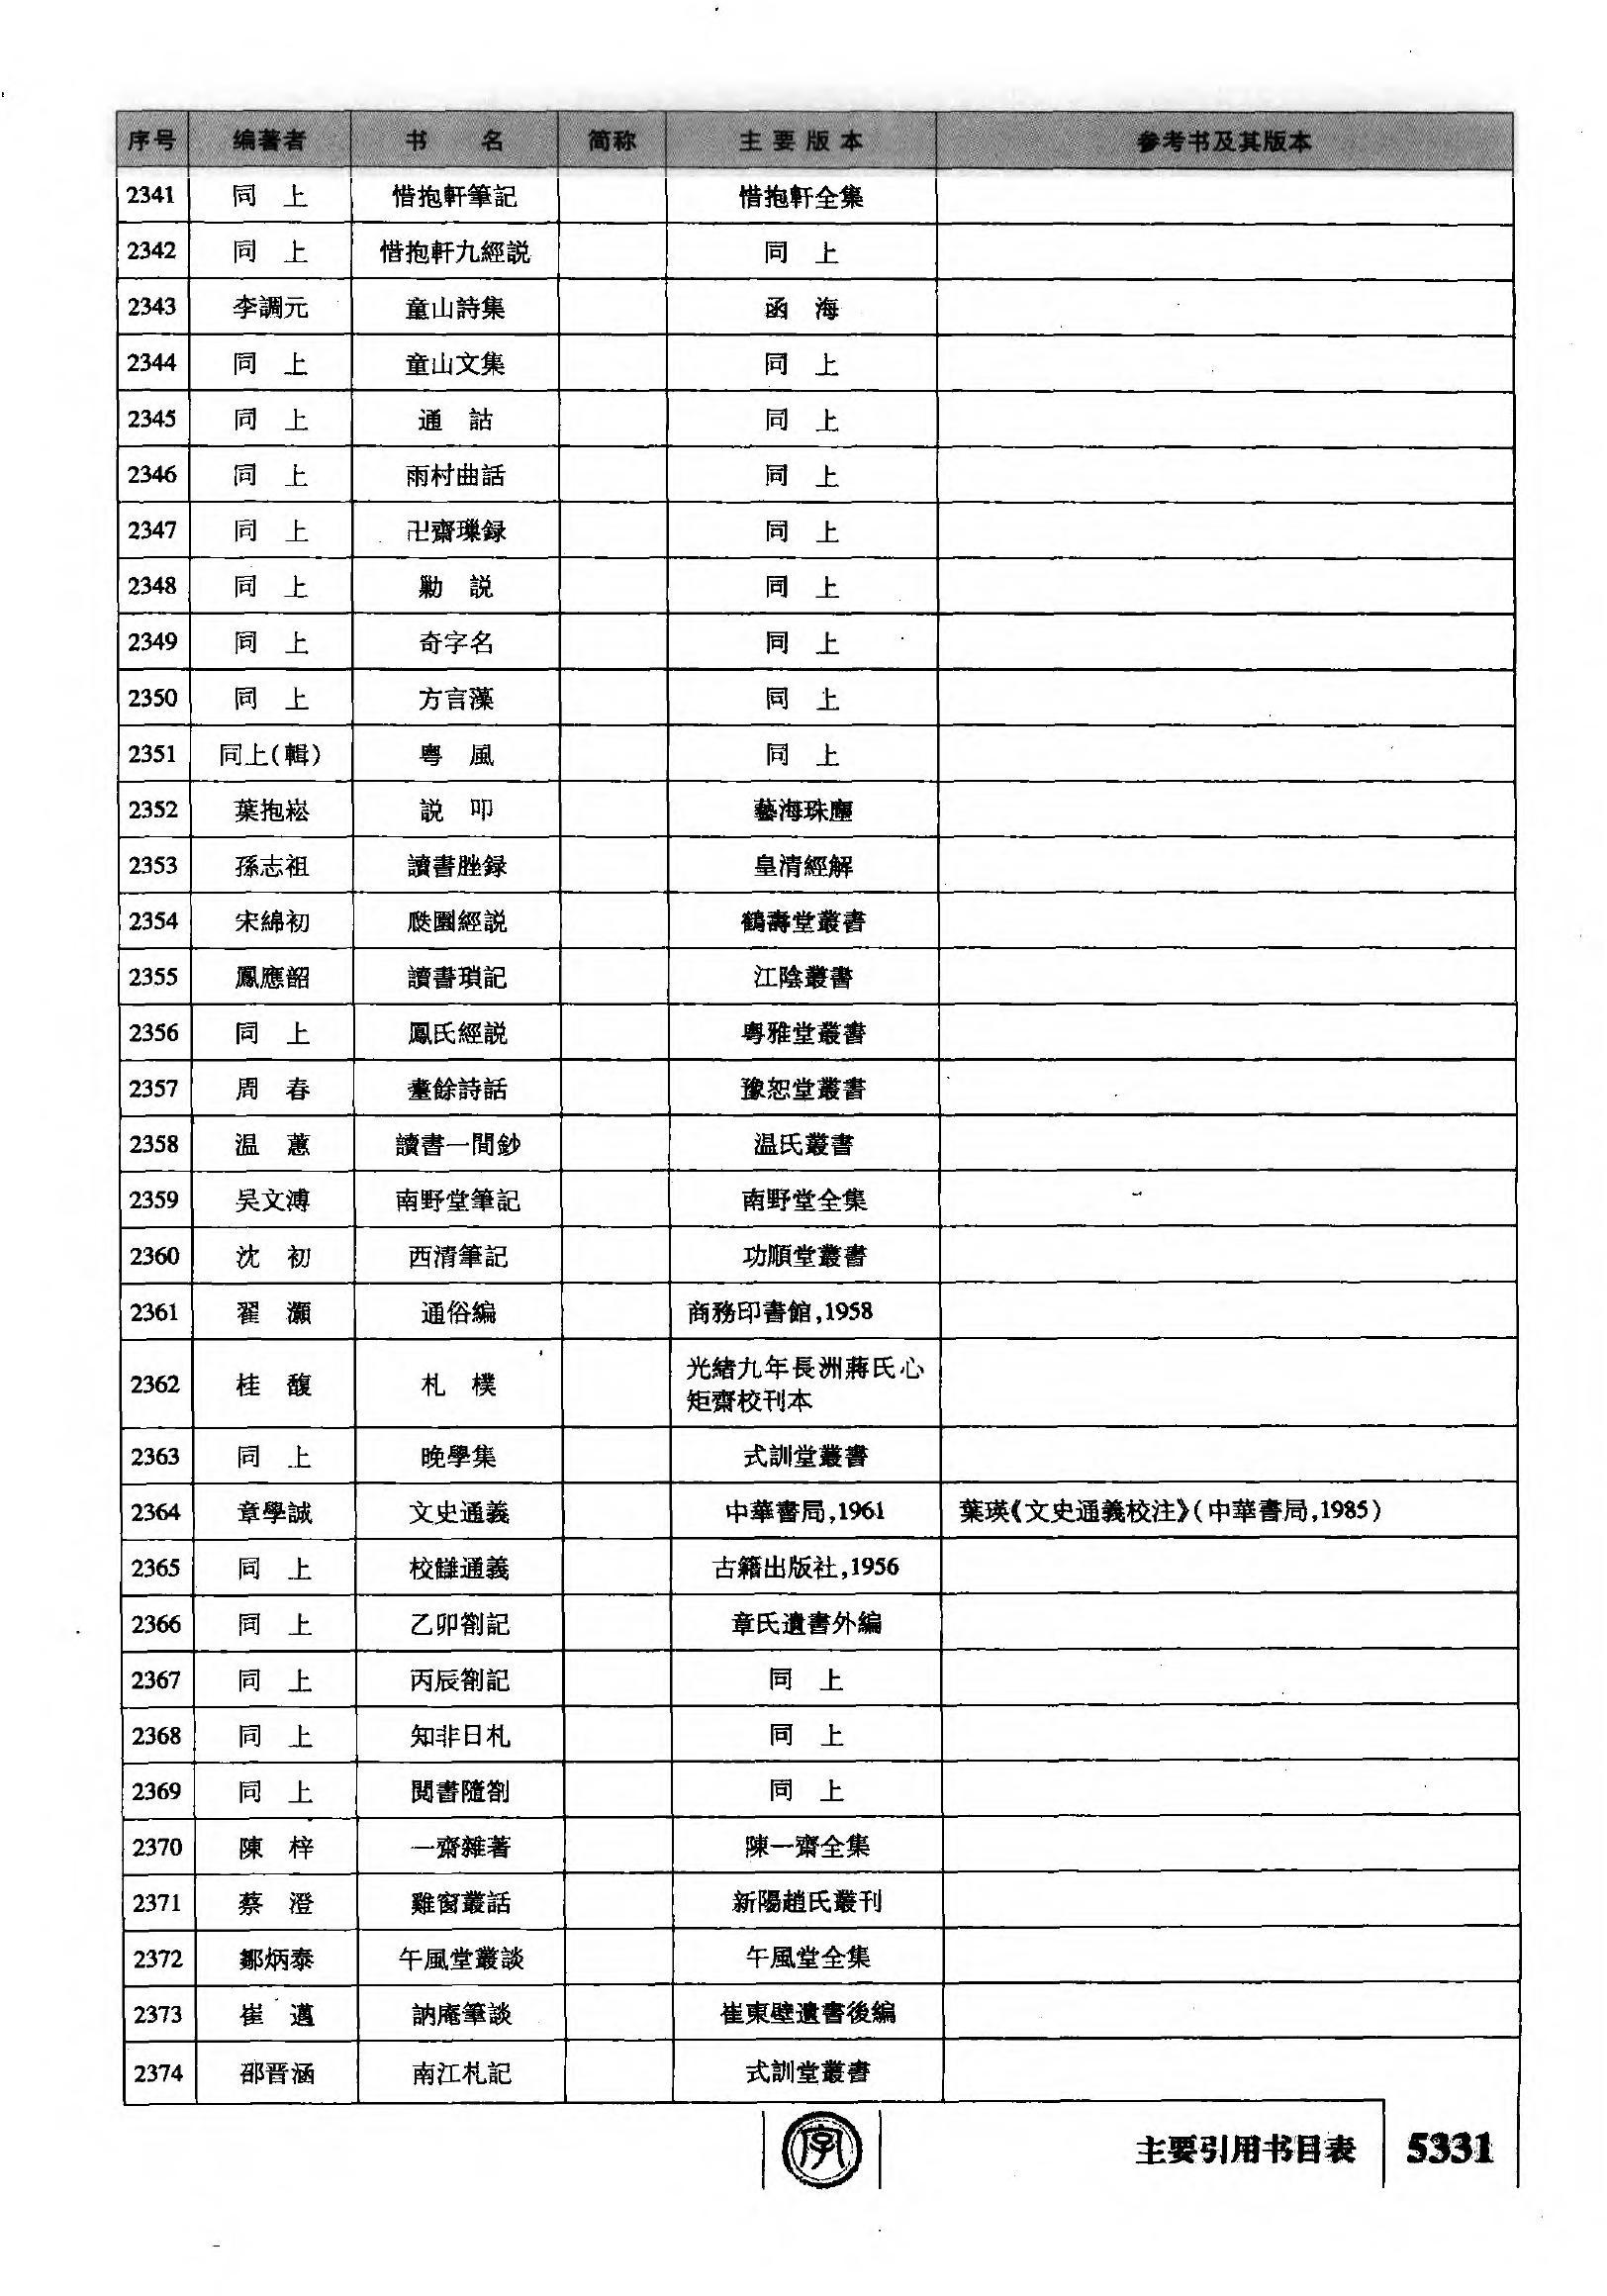 序号 编著者 书 名 简称 主要版本 参考书及其版本
2341 同 上 惜抱軒筆記 惜抱軒全集
2342 同 上 惜抱軒九經説 同 上
2343 李調元 童山詩集 函 海
2344 同 上 童山文集 同 上
2345 同 上 通 詁 同 上
2346 同 上 雨村曲話 同 上
2347 同 上 卍齋璅録 同 上
2348 同 上 勦 説 同 上
2349 同 上 奇字名 同 上
2350 同 上 方言藻 同 上
2351 同上(輯) 粤 風 同 上
2352 葉抱崧 説 叩 藝海珠塵
2353 孫志祖 讀書脞録 皇清經解
2354 宋綿初 瓞園經説 鶴壽堂叢書
2355 鳳應韶 讀書瑣記 江陰叢書
2356 同 上 鳳氏經説 粤雅堂叢書
2357 周 春 耋餘詩話 豫恕堂叢書
2358 温 蕙 讀書一間鈔 温氏叢書
2359 吴文溥 南野堂筆記 南野堂全集
2360 沈 初 西清筆記 功順堂叢書
2361 翟 灝 通俗編 商務印書館,1958
2362 桂 馥 札 樸 光緒九年長洲蔣氏心
矩齋校刊本
2363 同 上 晚學集 式訓堂叢書
2364 章學誠 文史通義 中華書局,1961 葉瑛《文史通義校注》(中華書局,1985)
2365 同 上 校讎通義 古籍出版社,1956
2366 同 上 乙卯劄記 章氏遺書外編
2367 同 上 丙辰劄記 同 上
2368 同 上 知非日札 同 上
2369 同 上 閲書隨劄 同 上
2370 陳 梓 一齋雜著 陳一齋全集
2371 蔡 澄 雞窗叢話 新陽趙氏叢刊
2372 鄒炳泰 午風堂叢談 午風堂全集
2373 崔 邁 訥庵筆談 崔東壁遺書後編
2374 邵晋涵 南江札記 式訓堂叢書
字
主要引用书目表 5331